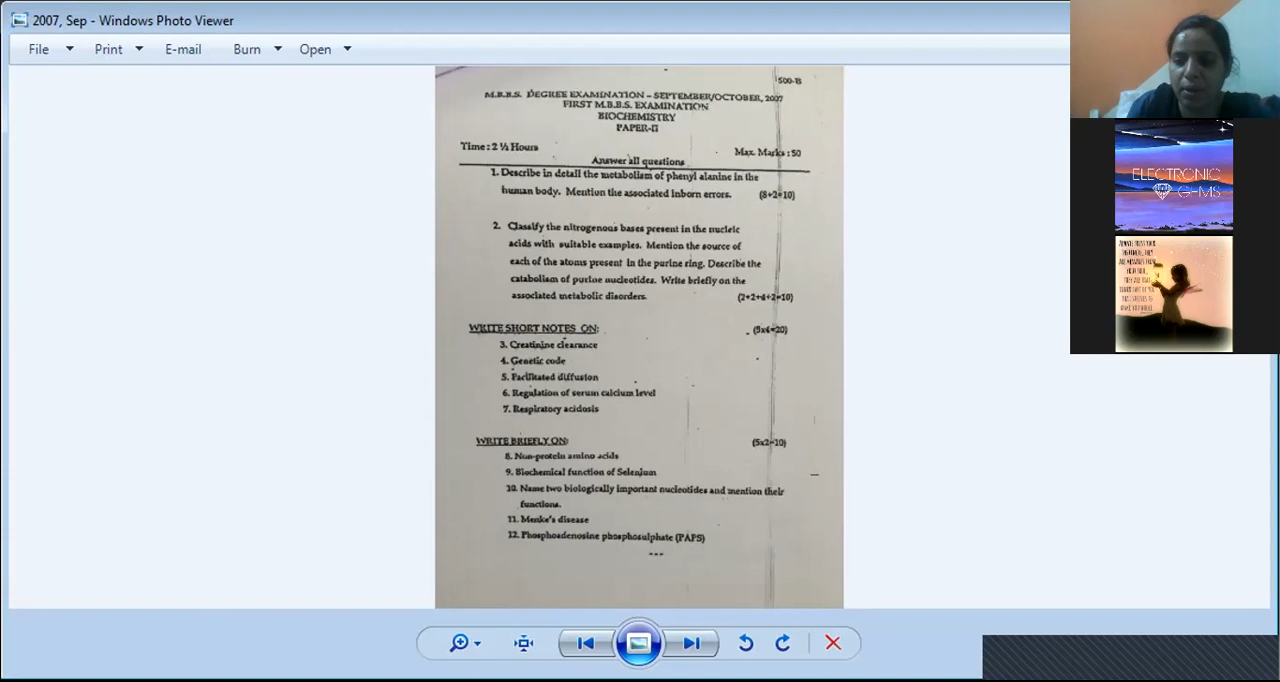 2007, Sep - Windows Photo Viewer
File Print E-mail Burn Open
500-B
M.B.B.S. DEGREE EXAMINATION – SEPTEMBER/OCTOBER, 2007
FIRST M.B.B.S. EXAMINATION
BIOCHEMISTRY
PAPER-II
Time : 2 ½ Hours Max. Marks : 50
Answer all questions
1. Describe in detail the metabolism of phenyl alanine in the
human body. Mention the associated inborn errors. (8+2=10)
2. Classify the nitrogenous bases present in the nucleic
acids with suitable examples. Mention the source of
each of the atoms present in the purine ring. Describe the
catabolism of purine nucleotides. Write briefly on the
associated metabolic disorders. (2+2+4+2=10)
WRITE SHORT NOTES ON: (5x4=20)
3. Creatinine clearance
4. Genetic code
5. Facilitated diffusion
6. Regulation of serum calcium level
7. Respiratory acidosis
WRITE BRIEFLY ON: (5x2=10)
8. Non-protein amino acids
9. Biochemical function of Selenium
10. Name two biologically important nucleotides and mention their
functions.
11. Menke's disease
12. Phosphoadenosine phosphosulphate (PAPS)
---
ELECTRONIC
GEMS